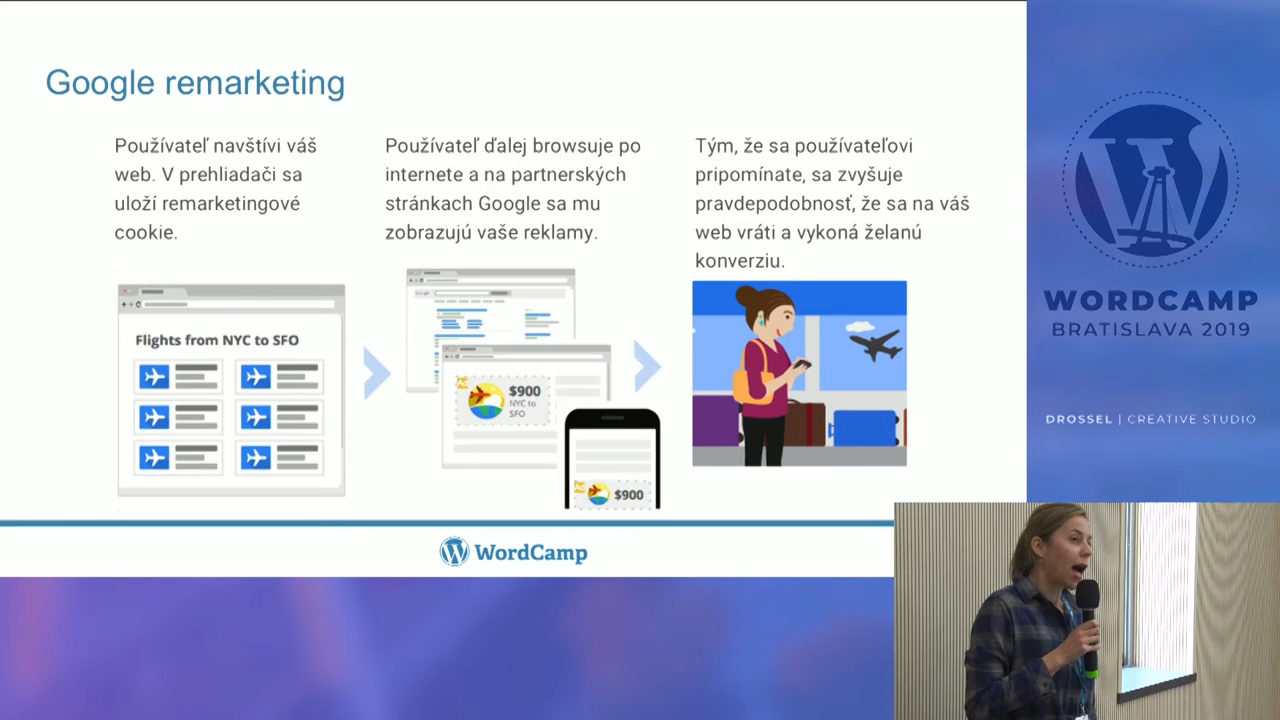 Google remarketing
Používateľ navštívi váš
web. V prehliadači sa
uloží remarketingové
cookie.
Používateľ ďalej browsuje po
internete a na partnerských
stránkach Google sa mu
zobrazujú vaše reklamy.
Tým, že sa používateľovi
pripomínate, sa zvyšuje
pravdepodobnosť, že sa na váš
web vráti a vykoná želanú
konverziu.
Flights from NYC to SFO
Google
Ad
$900
NYC to
SFO
Ad
$900
WordCamp
WORDCAMP
BRATISLAVA 2019
DROSSEL | CREATIVE STUDIO